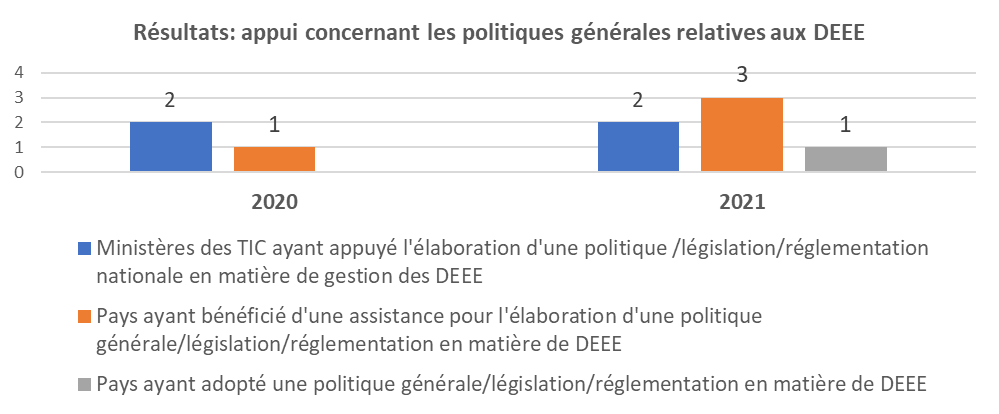 Résultats: appui concernant les politiques générales relatives aux DEEE
4
3
2
1
0
2
1
2
3
1
2020
2021
Ministères des TIC ayant appuyé l'élaboration d'une politique /législation/réglementation
nationale en matière de gestion des DEEE
Pays ayant bénéficié d'une assistance pour l'élaboration d'une politique
générale/législation/réglementation en matière de DEEE
Pays ayant adopté une politique générale/législation/réglementation en matière de DEEE